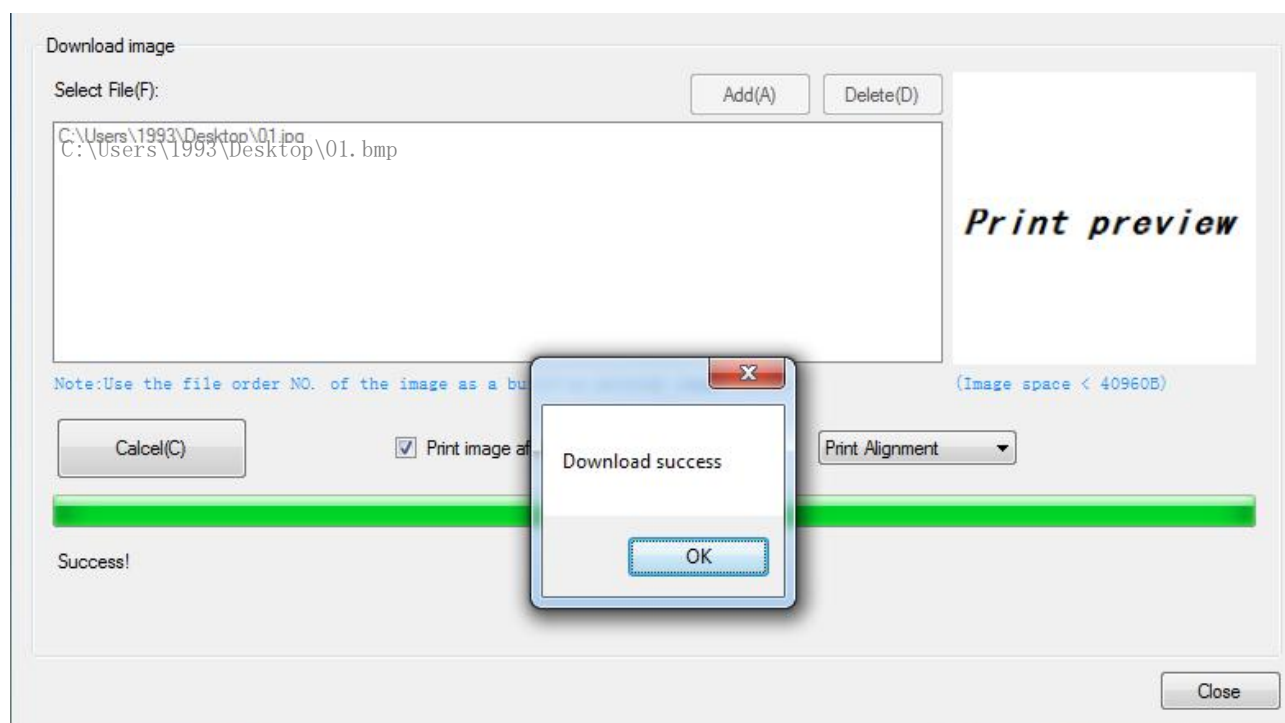 Download image
Select File(F):
Add(A)
Delete(D)
C:\Users\1993\Desktop\01.jpg
C:\Users\1993\Desktop\01.bmp
Print preview
Note:Use the file order NO. of the image as a
(Image space < 40960B)
Calcel(C)
Print image
Print Alignment
Download success
OK
Success!
Close